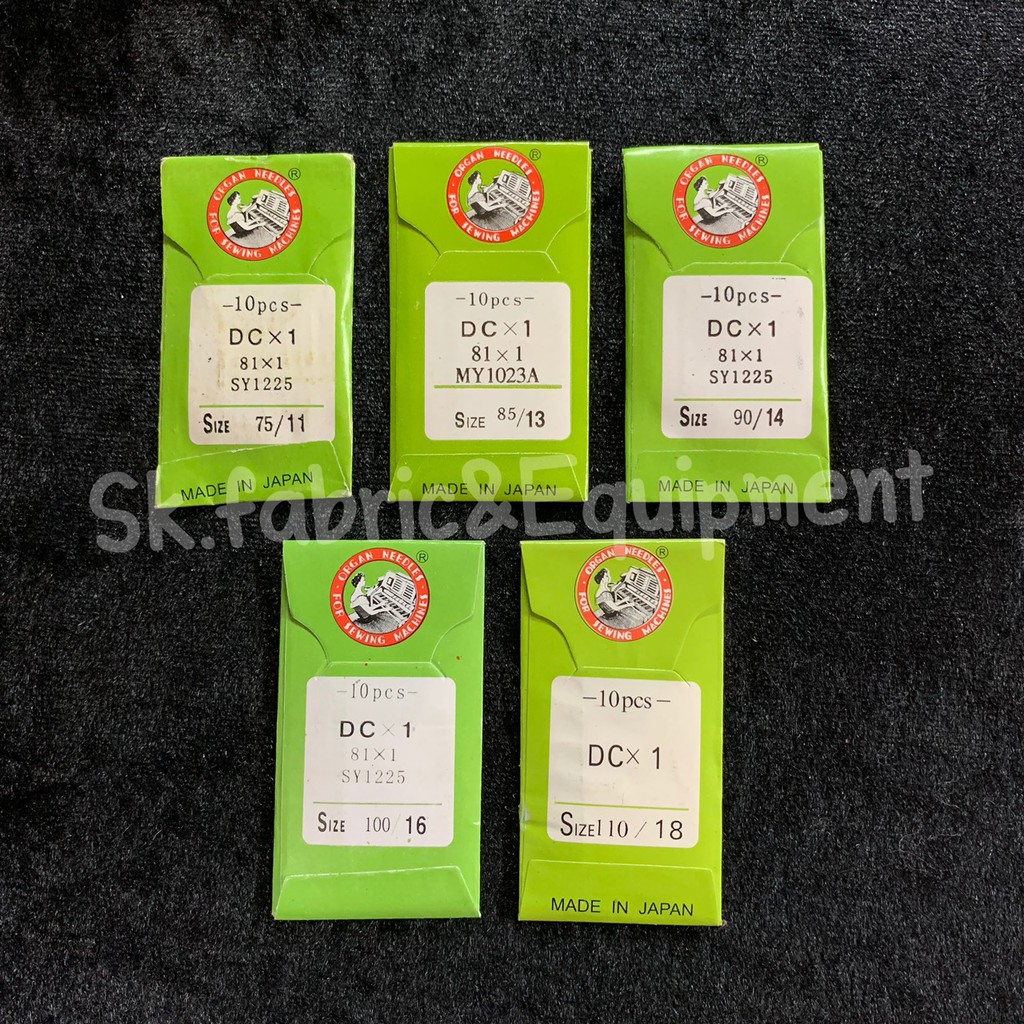 ORGAN NEEDLES
FOR SEWING MACHINES
®
-10pcs-
DC×1
81×1
SY1225
SIZE 75/11
MADE IN JAPAN
ORGAN NEEDLES
FOR SEWING MACHINES
®
-10pcs-
DC×1
81×1
MY1023A
SIZE 85/13
MADE IN JAPAN
ORGAN NEEDLES
FOR SEWING MACHINES
®
-10pcs-
DC×1
81×1
SY1225
SIZE 90/14
MADE IN JAPAN
Sk.fabric&Equipment
ORGAN NEEDLES
FOR SEWING MACHINES
®
-10pcs-
DC×1
81×1
SY1225
SIZE 100/16
ORGAN NEEDLES
FOR SEWING MACHINES
®
-10pcs-
DC×1
SIZE110/18
MADE IN JAPAN